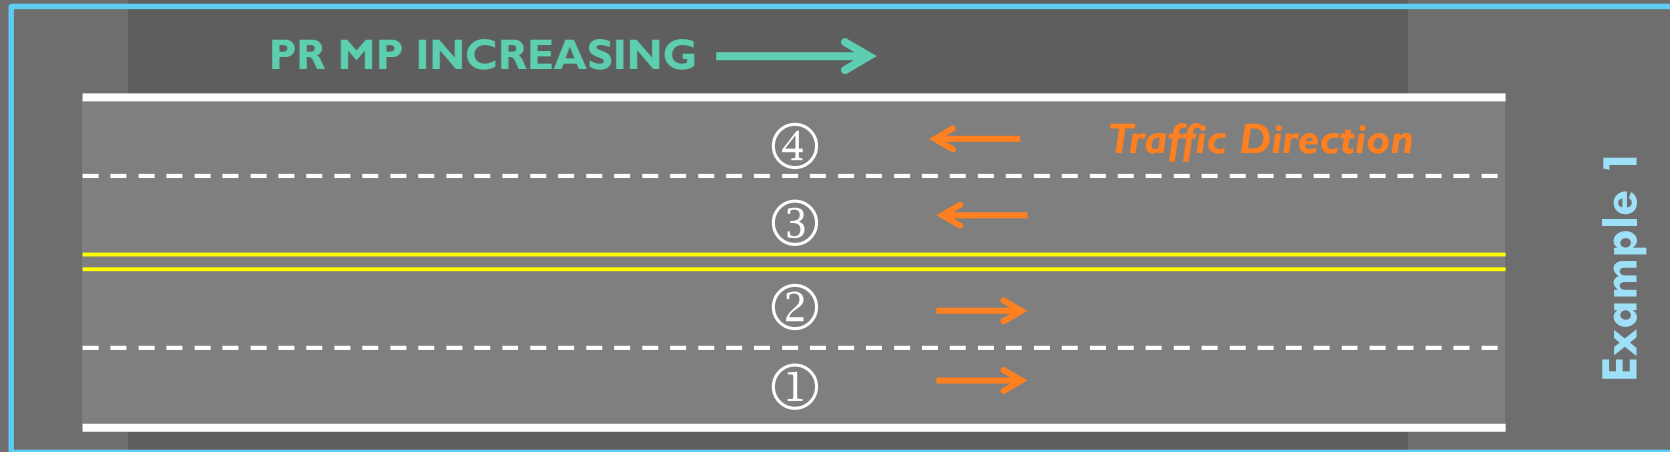 PR MP INCREASING
④
Traffic Direction
③
②
①
Example 1